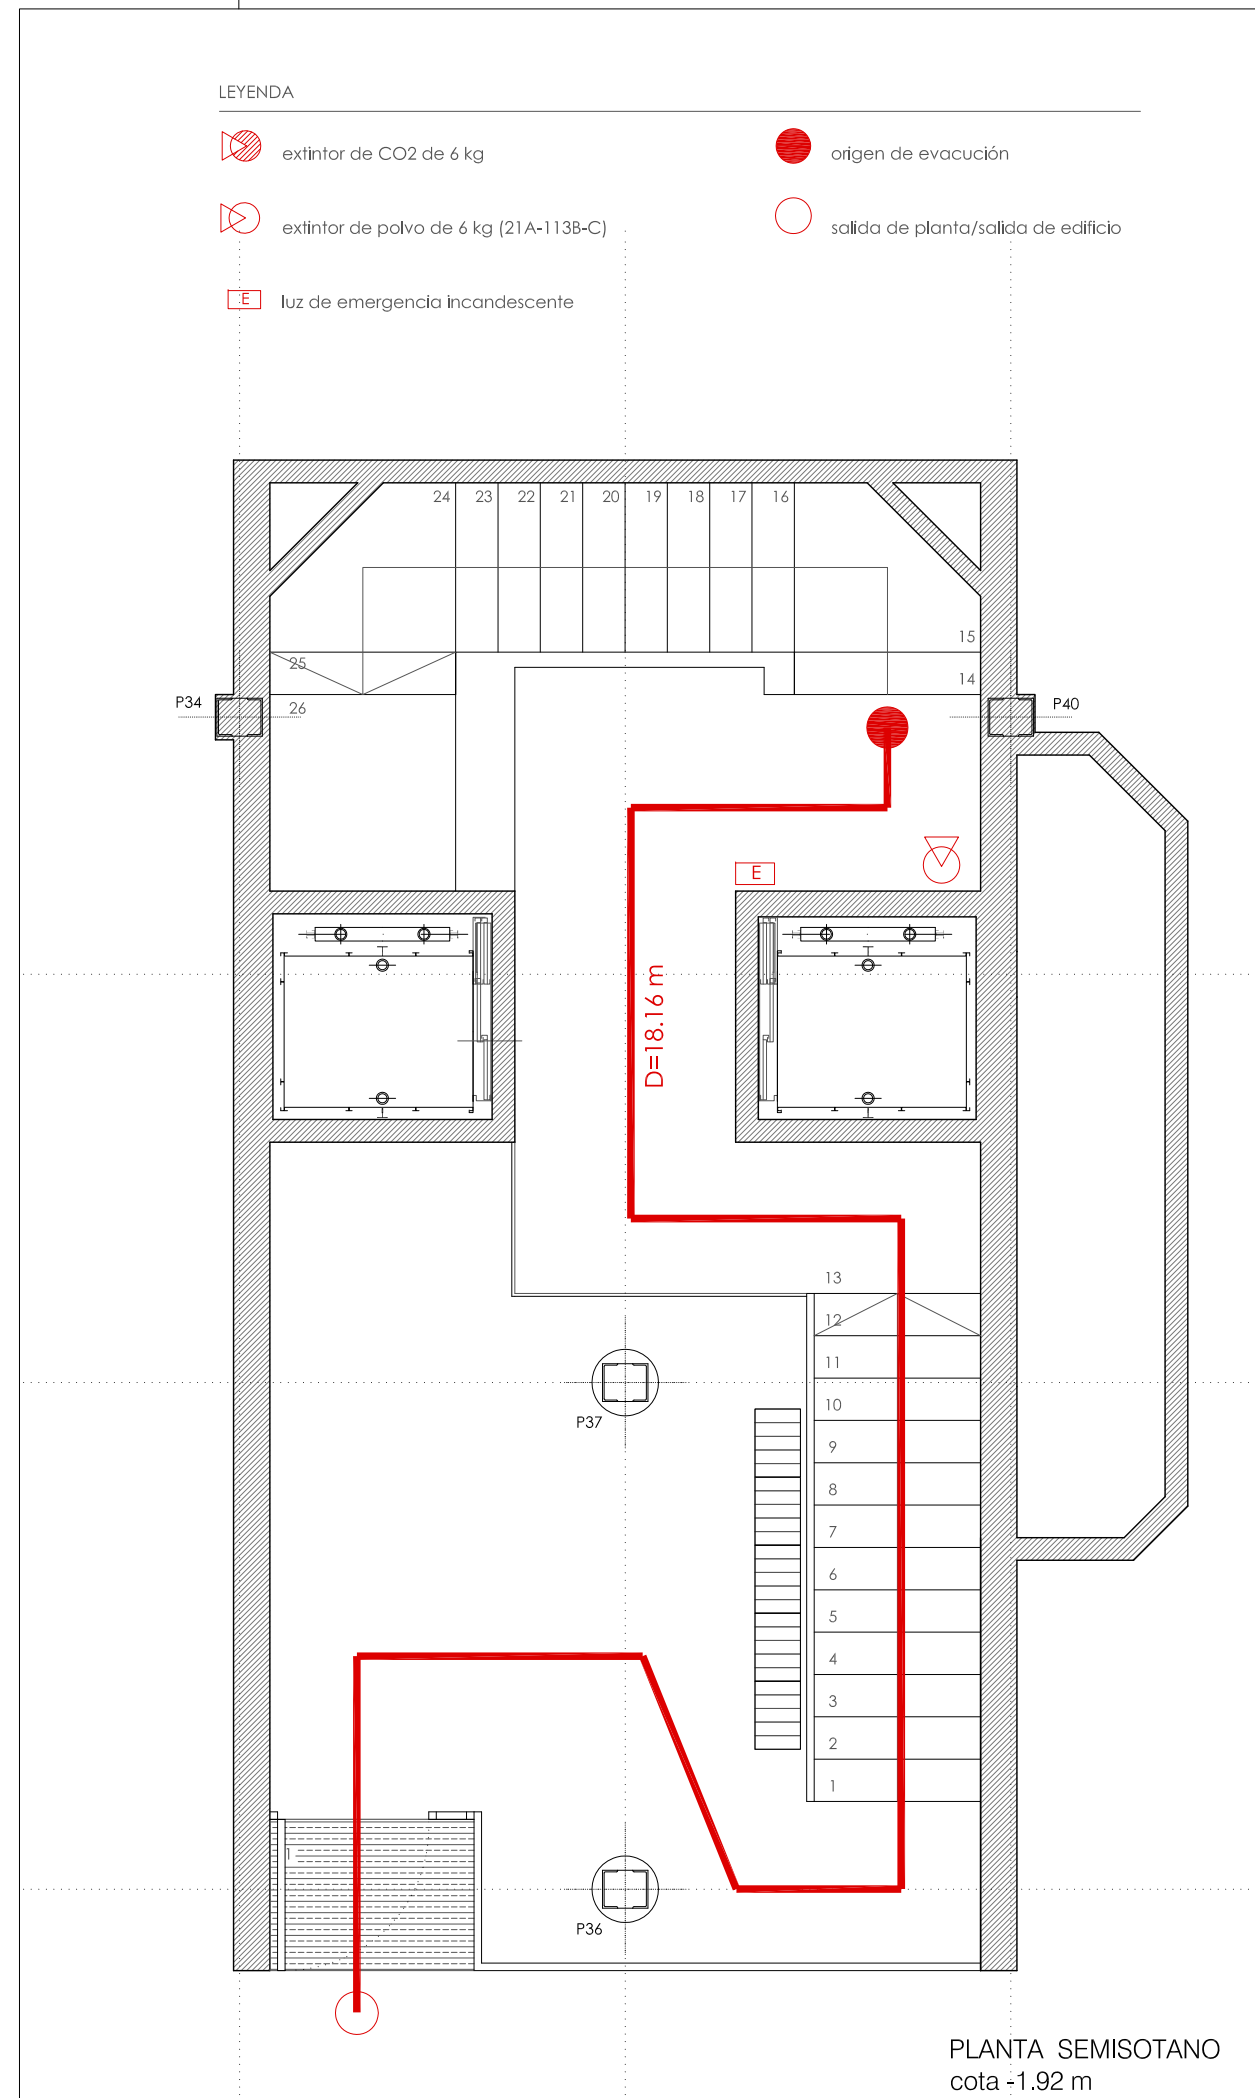 LEYENDA
extintor de CO2 de 6 kg
origen de evacución
extintor de polvo de 6 kg (21A-113B-C)
salida de planta/salida de edificio
E
luz de emergencia incandescente
24 23 22 21 20 19 18 17 16
15
25
14
26
P34
P40
E
D=18.16 m
13
12
11
10
P37
9
8
7
6
5
4
3
2
1
1
P36
PLANTA SEMISOTANO
cota -1.92 m